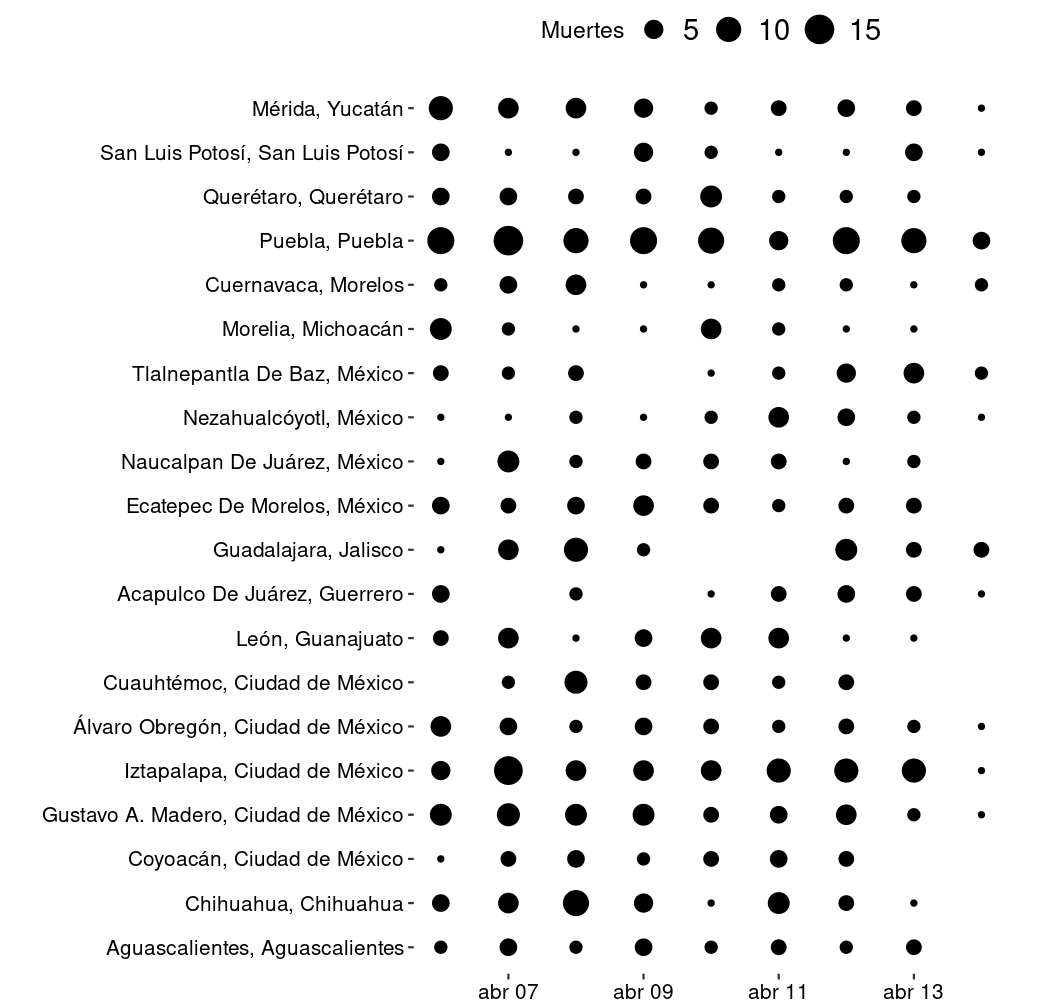 Muertes 5 10 15
Mérida, Yucatán
San Luis Potosí, San Luis Potosí
Querétaro, Querétaro
Puebla, Puebla
Cuernavaca, Morelos
Morelia, Michoacán
Tlalnepantla De Baz, México
Nezahualcóyotl, México
Naucalpan De Juárez, México
Ecatepec De Morelos, México
Guadalajara, Jalisco
Acapulco De Juárez, Guerrero
León, Guanajuato
Cuauhtémoc, Ciudad de México
Álvaro Obregón, Ciudad de México
Iztapalapa, Ciudad de México
Gustavo A. Madero, Ciudad de México
Coyoacán, Ciudad de México
Chihuahua, Chihuahua
Aguascalientes, Aguascalientes
abr 07 abr 09 abr 11 abr 13